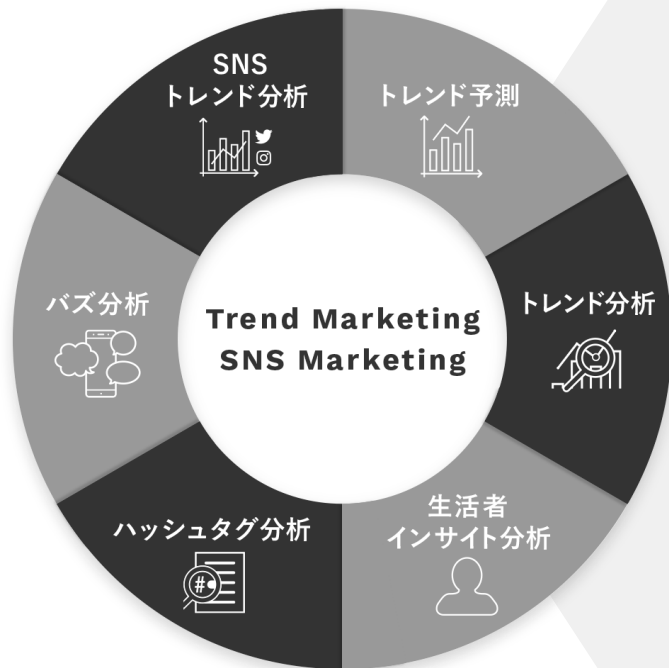 SNS
トレンド分析
トレンド予測
トレンド分析
生活者
インサイト分析
ハッシュタグ分析
#
バズ分析
Trend Marketing
SNS Marketing